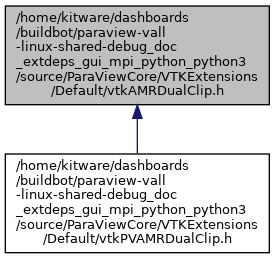 /home/kitware/dashboards
/buildbot/paraview-vall
-linux-shared-debug_doc
_extdeps_gui_mpi_python_python3
/source/ParaViewCore/VTKExtensions
/Default/vtkAMRDualClip.h
/home/kitware/dashboards
/buildbot/paraview-vall
-linux-shared-debug_doc
_extdeps_gui_mpi_python_python3
/source/ParaViewCore/VTKExtensions
/Default/vtkPVAMRDualClip.h